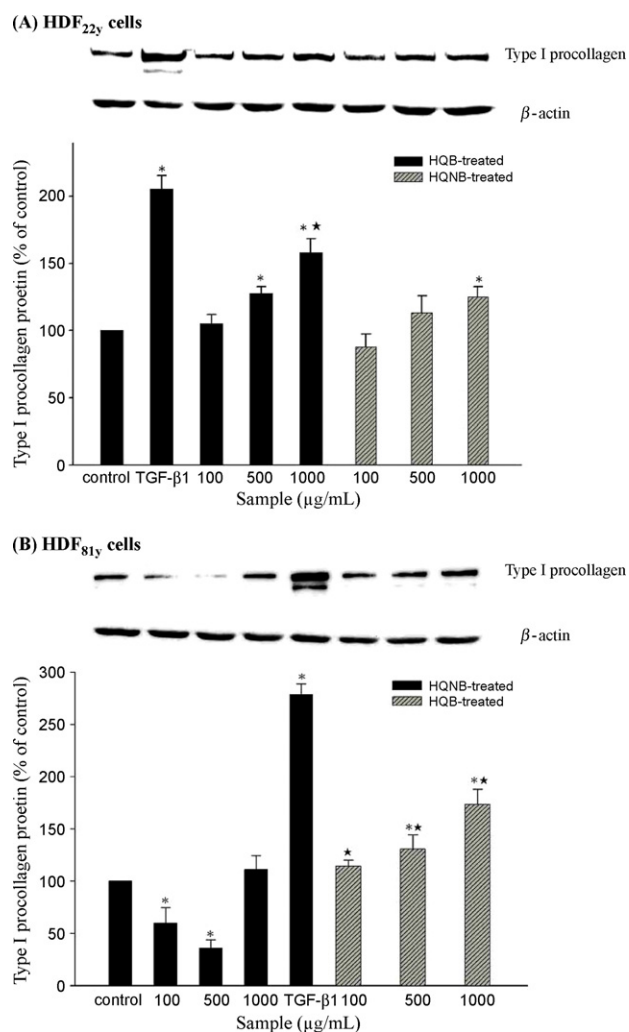 (A) HDF22y cells
Type I procollagen
β-actin
HQB-treated
HQNB-treated
Type I procollagen proetin (% of control)
200
150
100
50
0
*
*
* ★
*
control TGF-β1 100 500 1000 100 500 1000
Sample (µg/mL)
(B) HDF81y cells
Type I procollagen
β-actin
HQNB-treated
HQB-treated
Type I procollagen proetin (% of control)
300
250
200
150
100
50
0
*
*
*
★
*★
*★
control 100 500 1000 TGF-β1 100 500 1000
Sample (µg/mL)